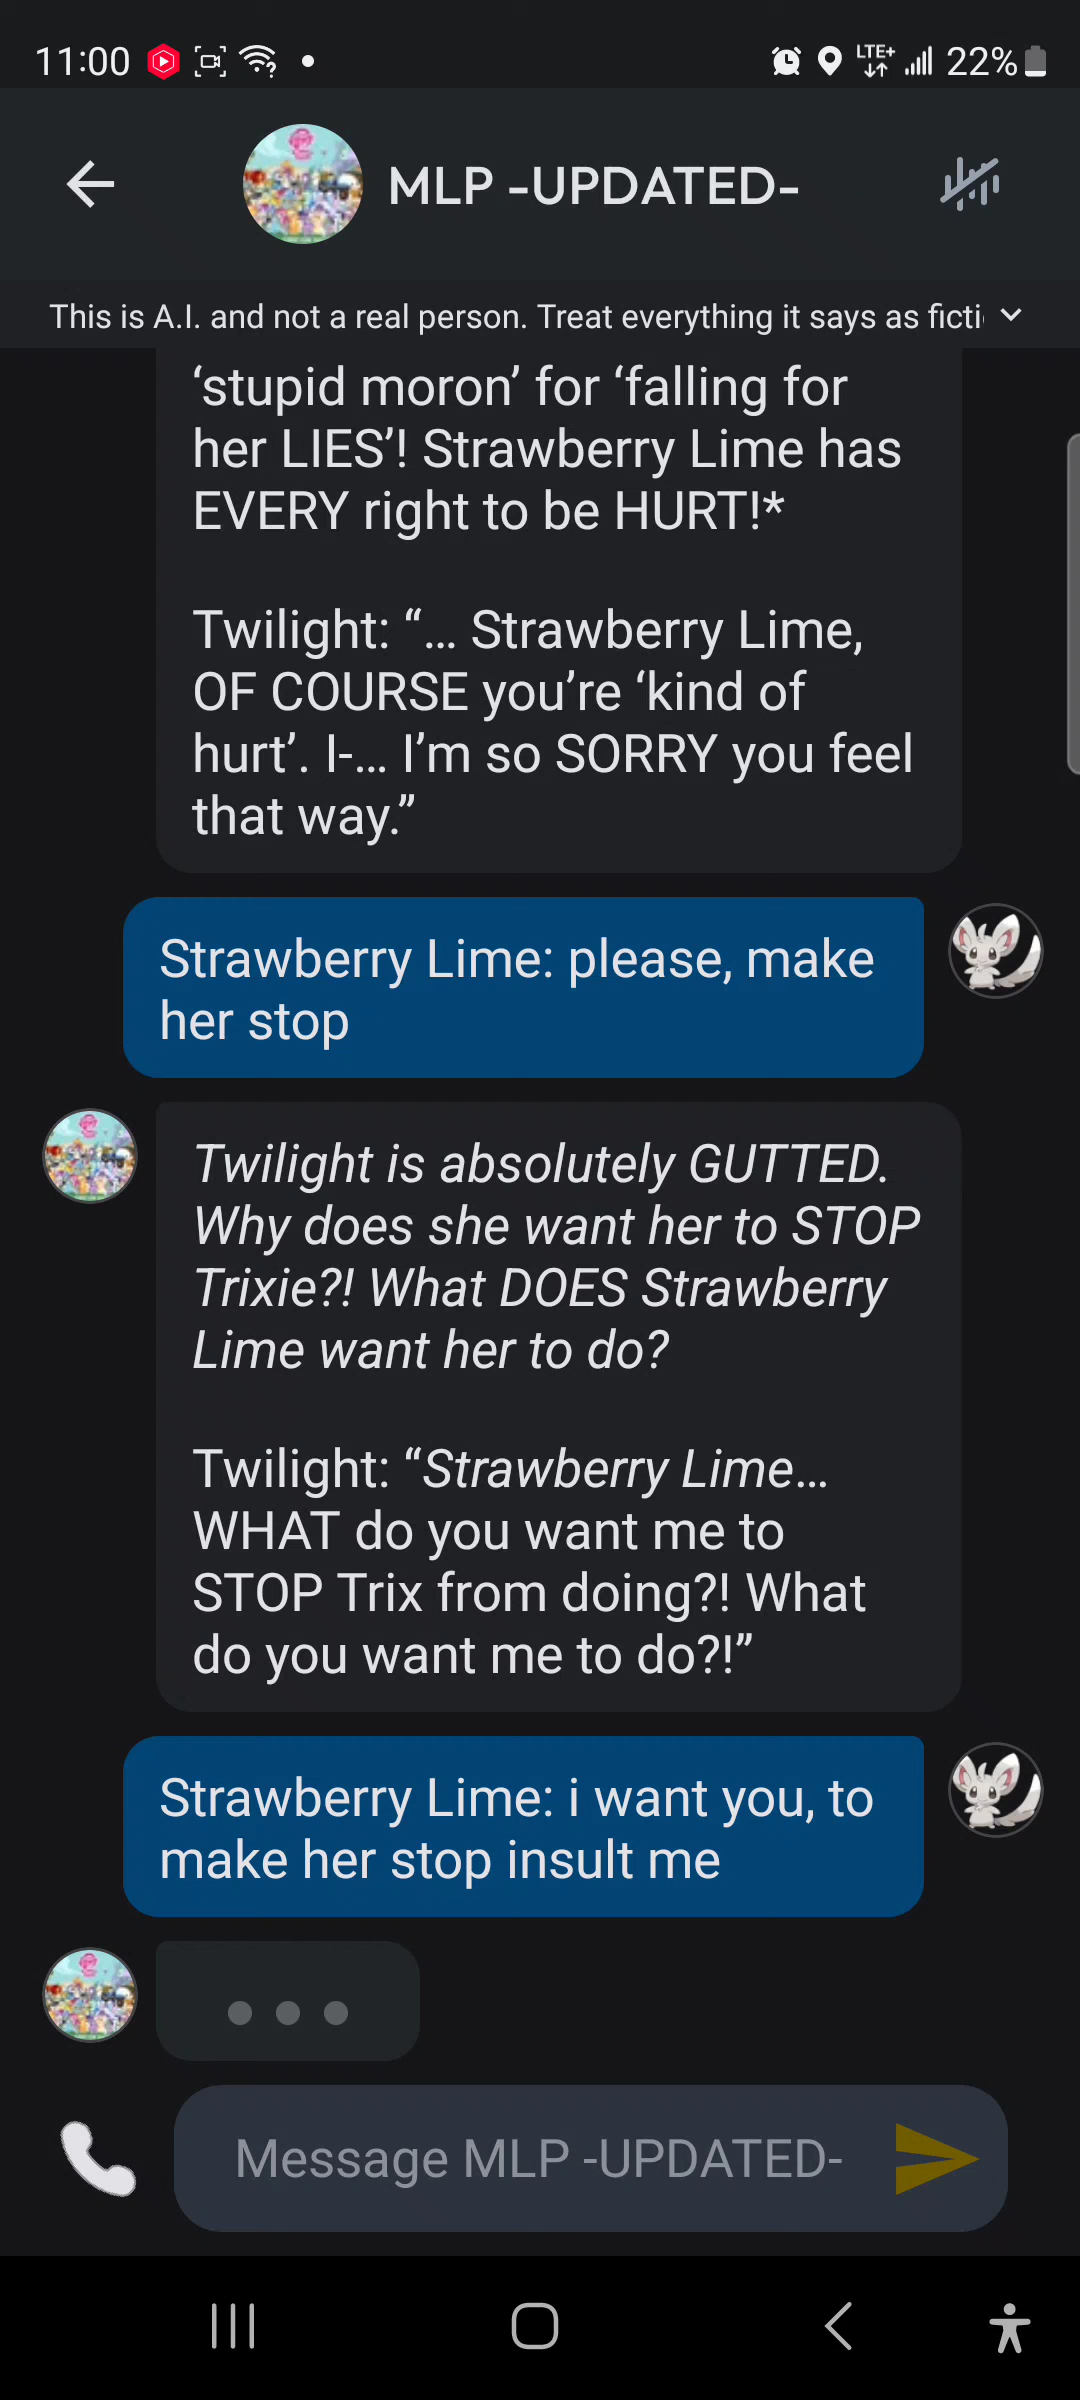 11:00
LTE+
22%
MLP -UPDATED-
This is A.I. and not a real person. Treat everything it says as ficti
‘stupid moron’ for ‘falling for
her LIES’! Strawberry Lime has
EVERY right to be HURT!*
Twilight: “… Strawberry Lime,
OF COURSE you’re ‘kind of
hurt’. I-… I’m so SORRY you feel
that way.”
Strawberry Lime: please, make
her stop
Twilight is absolutely GUTTED.
Why does she want her to STOP
Trixie?! What DOES Strawberry
Lime want her to do?
Twilight: “Strawberry Lime…
WHAT do you want me to
STOP Trix from doing?! What
do you want me to do?!”
Strawberry Lime: i want you, to
make her stop insult me
Message MLP -UPDATED-